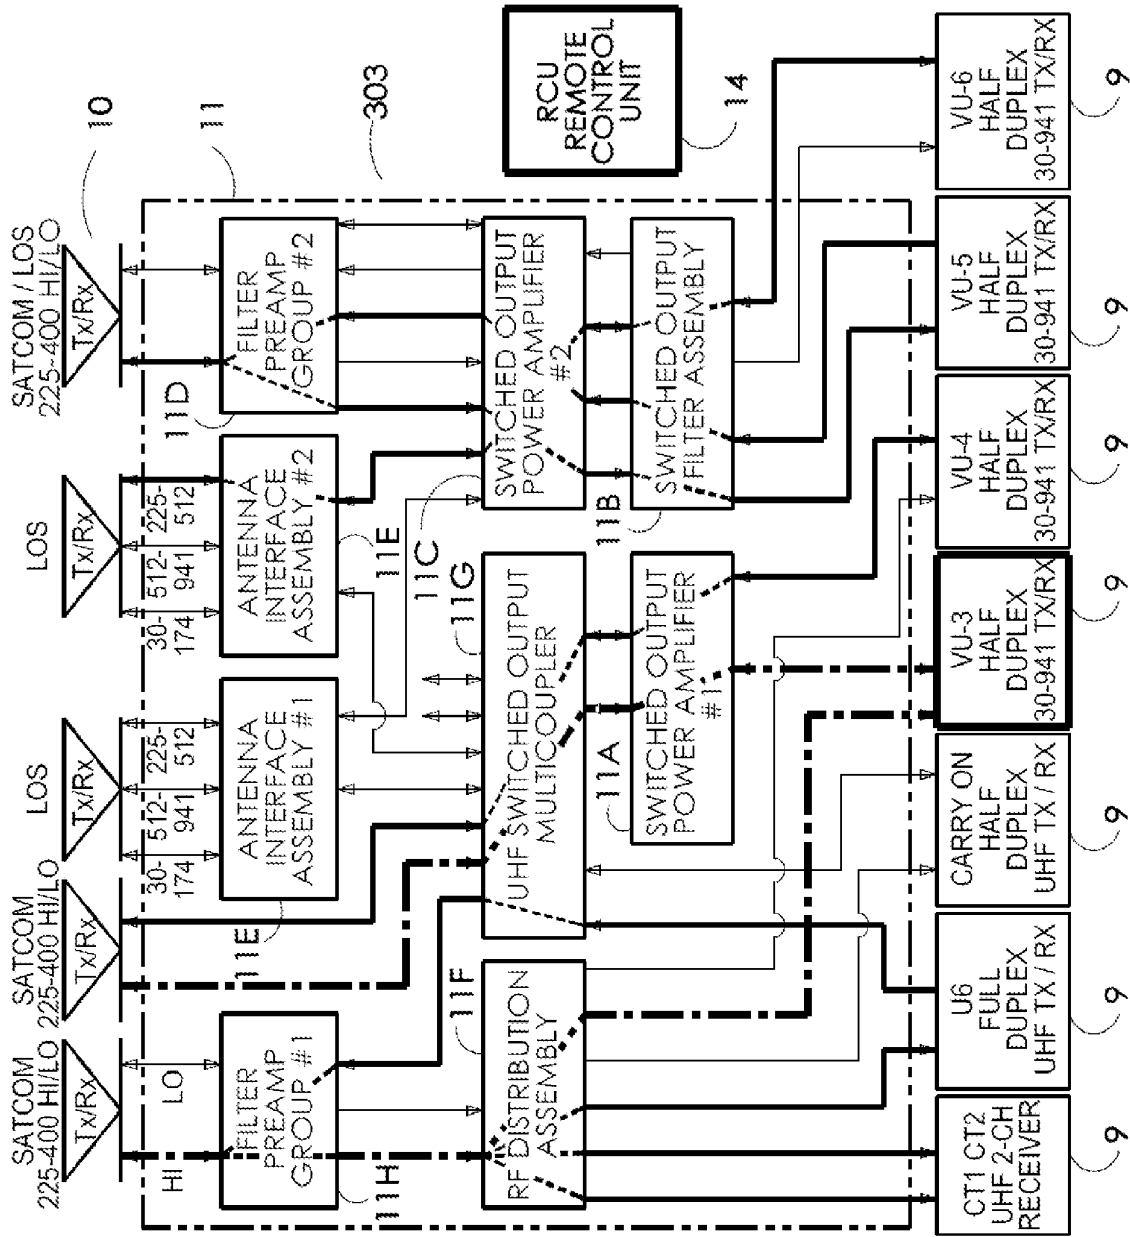 SATCOM
225-400 HI/LO
Tx/Rx
SATCOM
225-400 HI/LO
Tx/Rx
LOS
Tx/Rx
LOS
Tx/Rx
SATCOM / LOS
225-400 HI/LO
Tx/Rx
10
HI
LO
30-
174
512-
941
225-
512
30-
174
512-
941
225-
512
11
303
FILTER
PREAMP
GROUP #1
11H
11E
ANTENNA
INTERFACE
ASSEMBLY #1
ANTENNA
INTERFACE
ASSEMBLY #2
11E
11D
FILTER
PREAMP
GROUP #2
11F
RF DISTRIBUTION
ASSEMBLY
11G
UHF SWITCHED OUTPUT
MULTICOUPLER
11C
SWITCHED OUTPUT
POWER AMPLIFIER
#2
RCU
REMOTE
CONTROL
UNIT
14
11A
SWITCHED OUTPUT
POWER AMPLIFIER
#1
11B
SWITCHED OUTPUT
FILTER ASSEMBLY
CT1 CT2
UHF 2-CH
RECEIVER
9
U6
FULL
DUPLEX
UHF TX / RX
9
CARRY ON
HALF
DUPLEX
UHF TX / RX
9
VU-3
HALF
DUPLEX
30-941 TX/RX
9
VU-4
HALF
DUPLEX
30-941 TX/RX
9
VU-5
HALF
DUPLEX
30-941 TX/RX
9
VU-6
HALF
DUPLEX
30-941 TX/RX
9